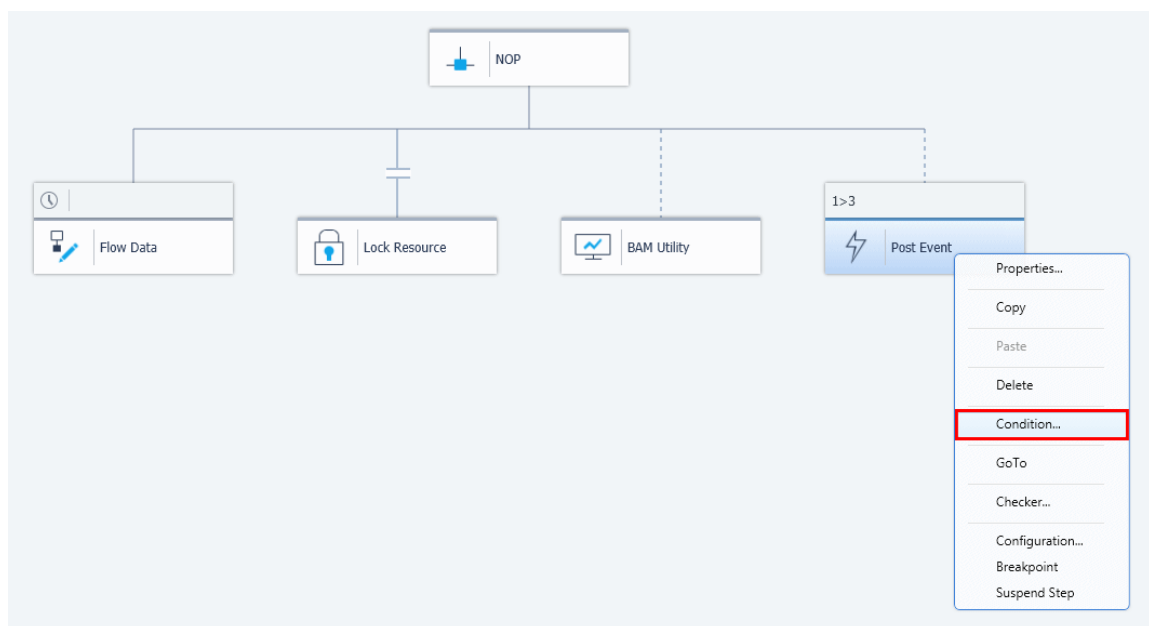 NOP
1>3
Flow Data
Lock Resource
BAM Utility
Post Event
Properties...
Copy
Paste
Delete
Condition...
GoTo
Checker...
Configuration...
Breakpoint
Suspend Step